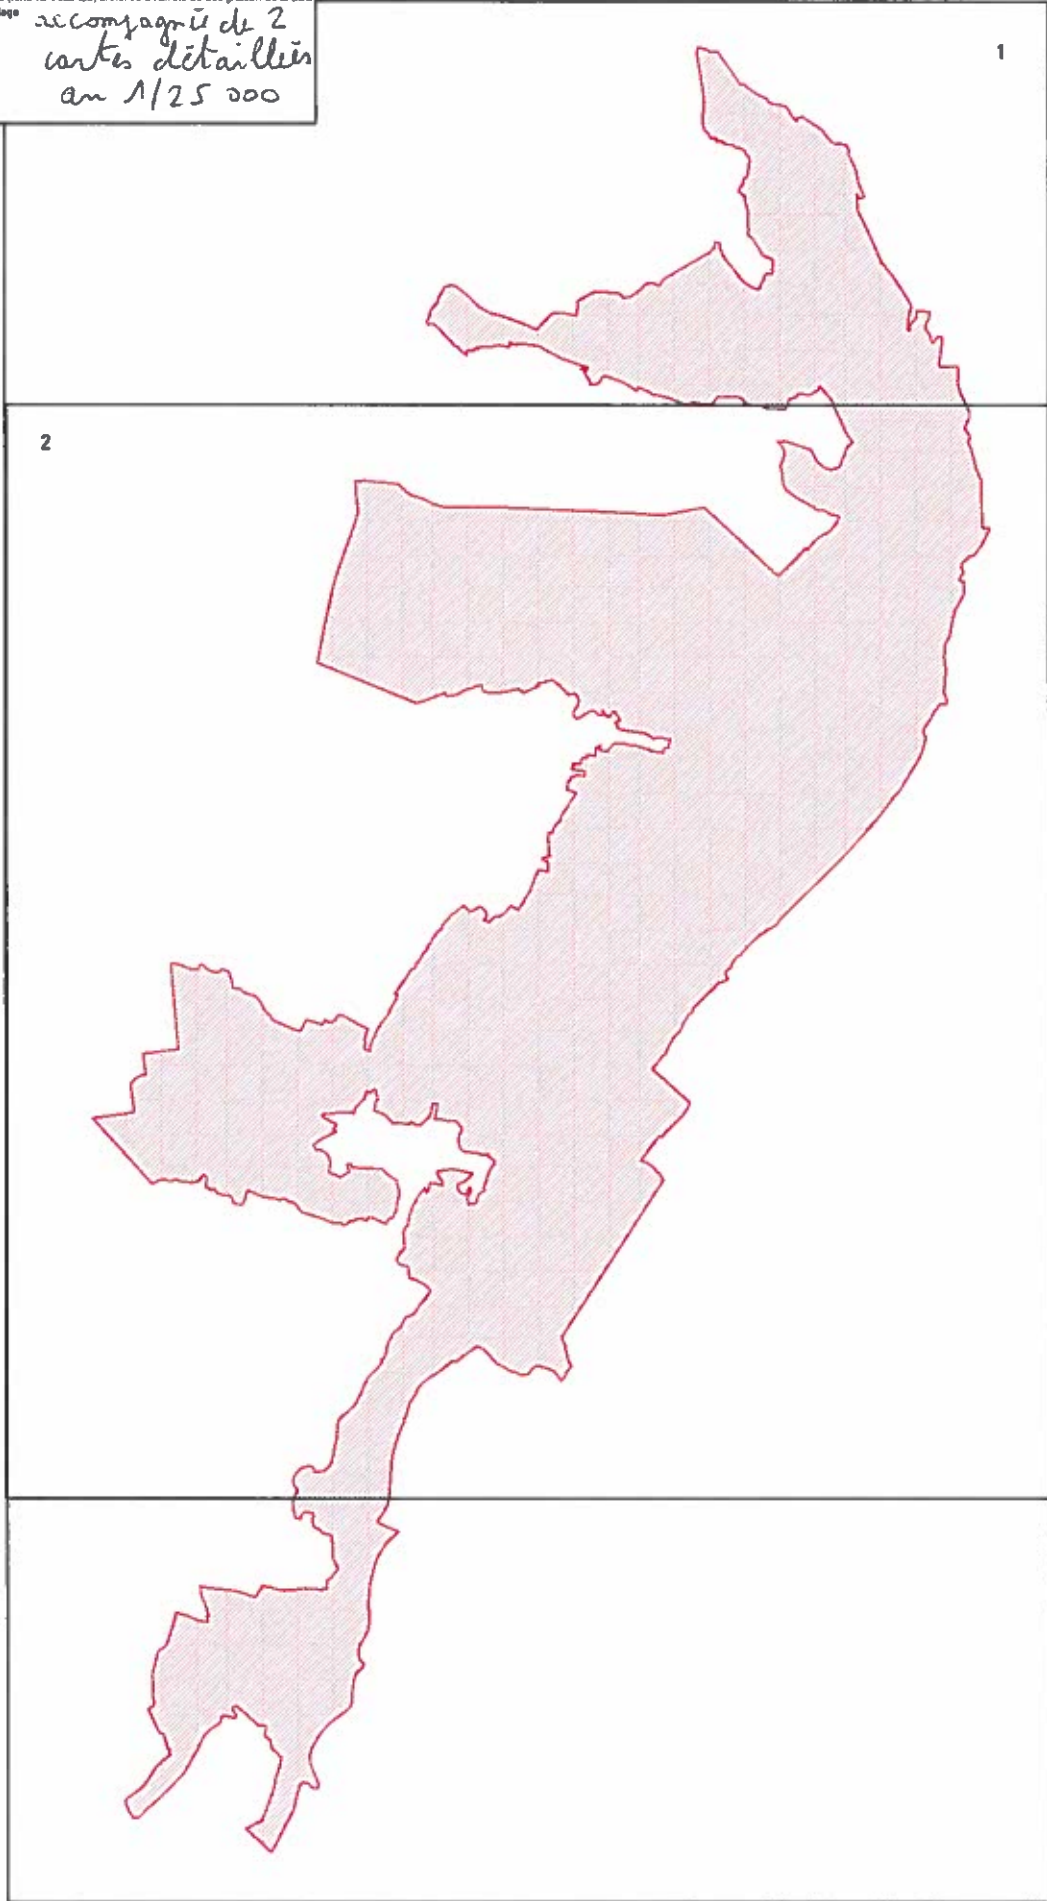 accompagnée de 2
cartes détaillées
au 1/25 000
1
2